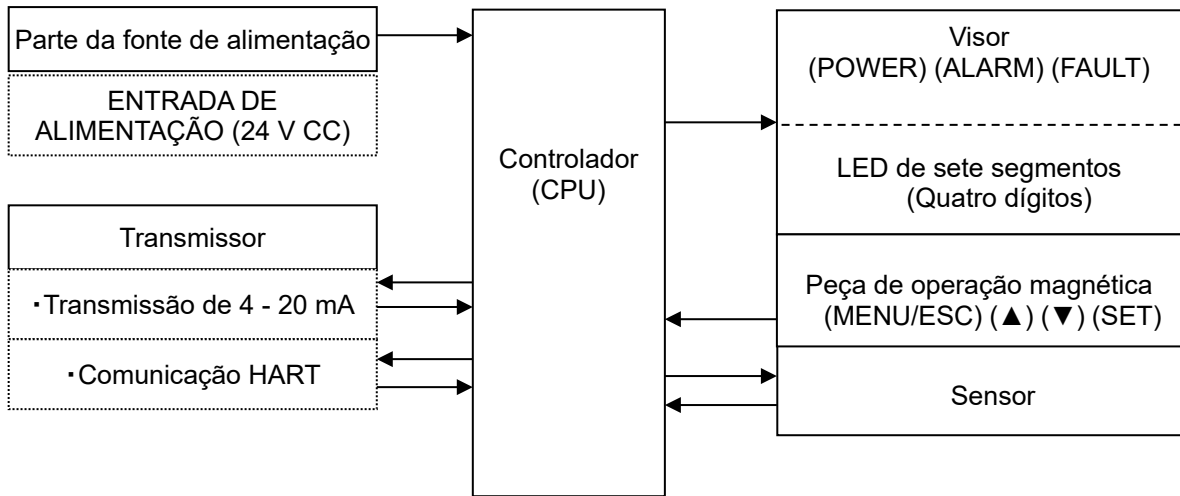 Parte da fonte de alimentação
ENTRADA DE
ALIMENTAÇÃO (24 V CC)
Transmissor
・Transmissão de 4 - 20 mA
・Comunicação HART
Controlador
(CPU)
Visor
(POWER) (ALARM) (FAULT)
LED de sete segmentos
(Quatro dígitos)
Peça de operação magnética
(MENU/ESC) (▲) (▼) (SET)
Sensor